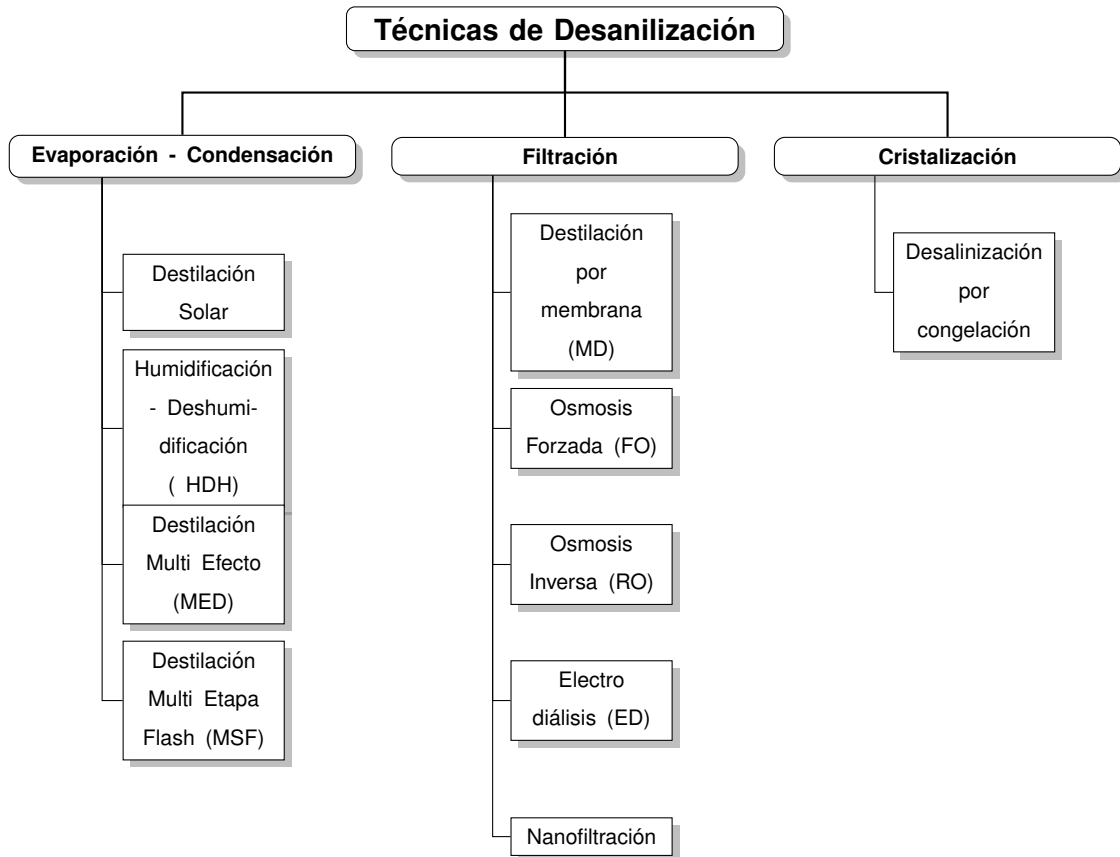 Técnicas de Desanilización
Evaporación - Condensación
Destilación
Solar
Humidificación
- Deshumi-
dificación
( HDH)
Destilación
Multi Efecto
(MED)
Destilación
Multi Etapa
Flash (MSF)
Filtración
Destilación
por
membrana
(MD)
Osmosis
Forzada (FO)
Osmosis
Inversa (RO)
Electro
diálisis (ED)
Nanofiltración
Cristalización
Desalinización
por
congelación